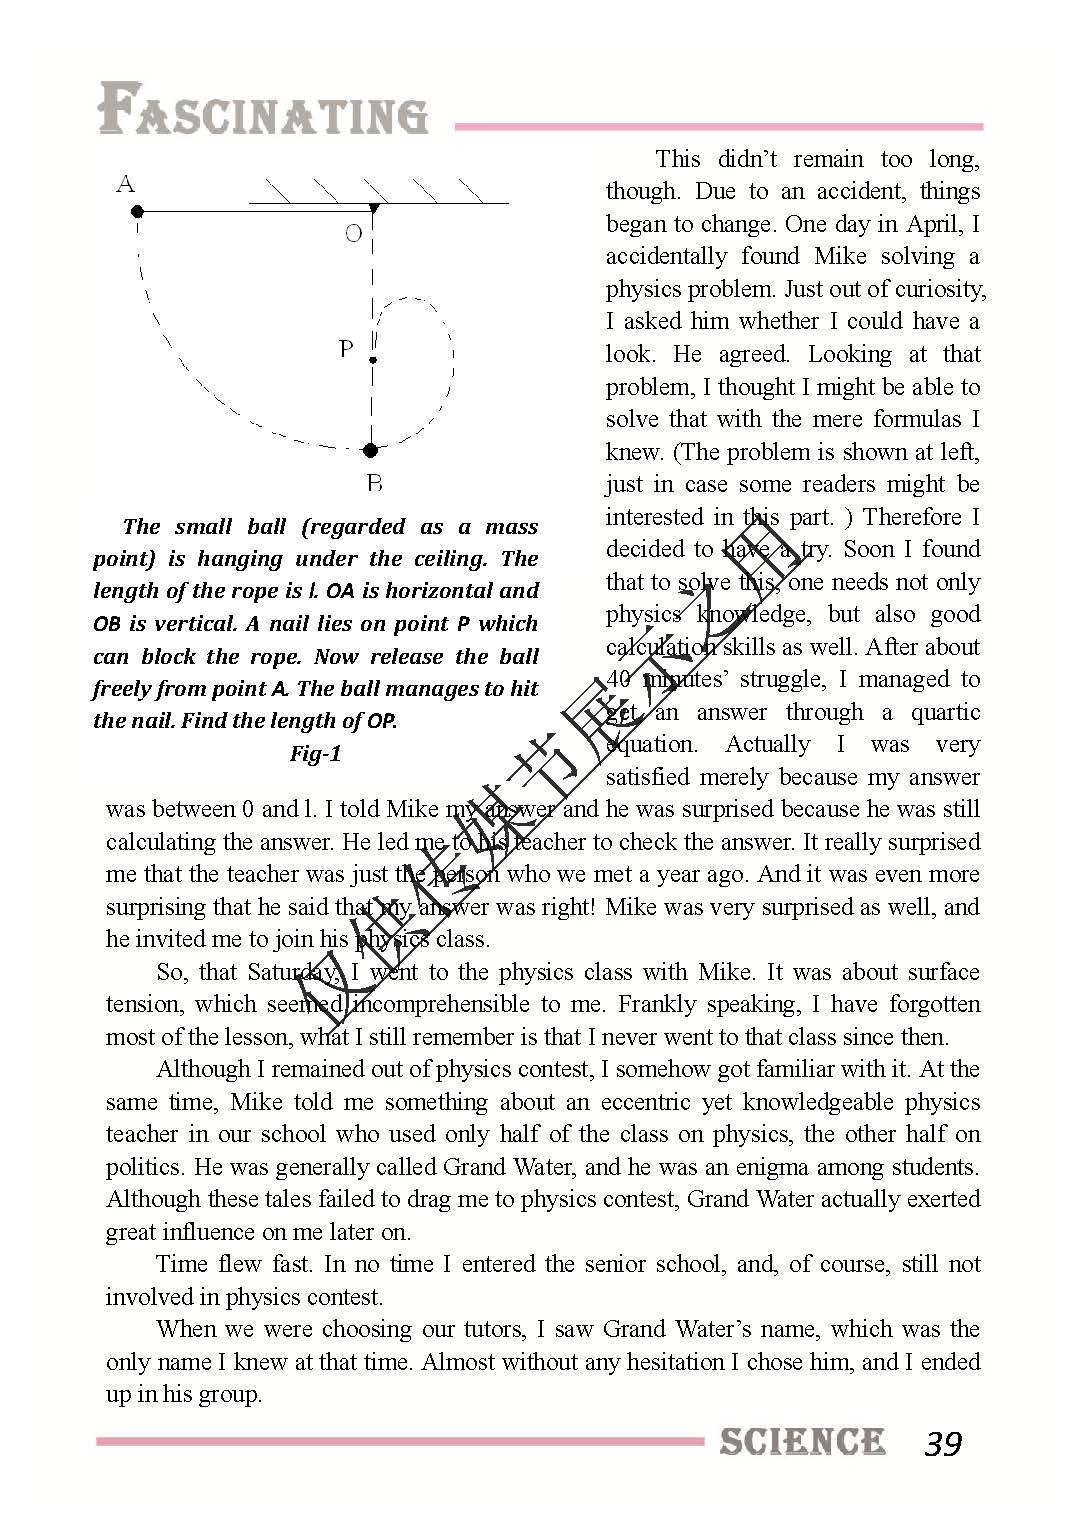 FASCINATING
A
O
P
B
The small ball (regarded as a mass
point) is hanging under the ceiling. The
length of the rope is l. OA is horizontal and
OB is vertical. A nail lies on point P which
can block the rope. Now release the ball
freely from point A. The ball manages to hit
the nail. Find the length of OP.
Fig-1
This didn’t remain too long,
though. Due to an accident, things
began to change. One day in April, I
accidentally found Mike solving a
physics problem. Just out of curiosity,
I asked him whether I could have a
look. He agreed. Looking at that
problem, I thought I might be able to
solve that with the mere formulas I
knew. (The problem is shown at left,
just in case some readers might be
interested in this part. ) Therefore I
decided to have a try. Soon I found
that to solve this, one needs not only
physics knowledge, but also good
calculation skills as well. After about
40 minutes’ struggle, I managed to
get an answer through a quartic
equation. Actually I was very
satisfied merely because my answer
was between 0 and l. I told Mike my answer and he was surprised because he was still
calculating the answer. He led me to his teacher to check the answer. It really surprised
me that the teacher was just the person who we met a year ago. And it was even more
surprising that he said that my answer was right! Mike was very surprised as well, and
he invited me to join his physics class.
So, that Saturday, I went to the physics class with Mike. It was about surface
tension, which seemed incomprehensible to me. Frankly speaking, I have forgotten
most of the lesson, what I still remember is that I never went to that class since then.
Although I remained out of physics contest, I somehow got familiar with it. At the
same time, Mike told me something about an eccentric yet knowledgeable physics
teacher in our school who used only half of the class on physics, the other half on
politics. He was generally called Grand Water, and he was an enigma among students.
Although these tales failed to drag me to physics contest, Grand Water actually exerted
great influence on me later on.
Time flew fast. In no time I entered the senior school, and, of course, still not
involved in physics contest.
When we were choosing our tutors, I saw Grand Water’s name, which was the
only name I knew at that time. Almost without any hesitation I chose him, and I ended
up in his group.
SCIENCE 39
仅供传媒节展示之用